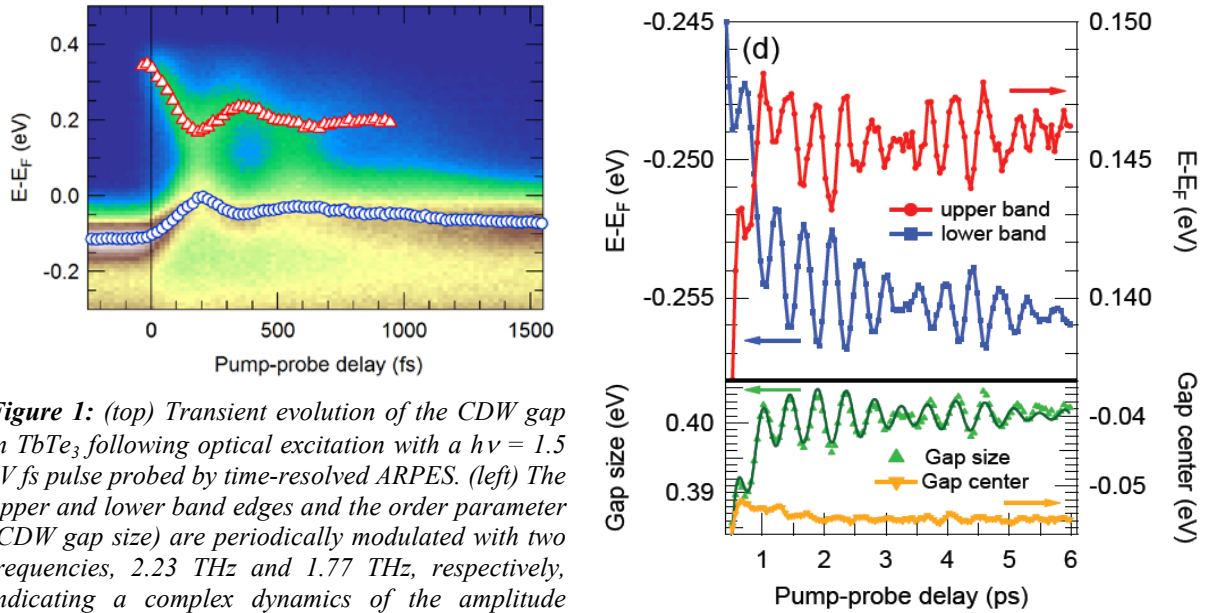 0.4
0.2
0.0
-0.2
E-E_F (eV)
0 500 1000 1500
Pump-probe delay (fs)
igure 1: (top) Transient evolution of the CDW gap
n TbTe3 following optical excitation with a hν = 1.5
V fs pulse probed by time-resolved ARPES. (left) The
pper and lower band edges and the order parameter
CDW gap size) are periodically modulated with two
requencies, 2.23 THz and 1.77 THz, respectively,
ndicating a complex dynamics of the amplitude
(d)
-0.245
-0.250
-0.255
E-E_F (eV)
0.150
0.145
0.140
E-E_F (eV)
upper band
lower band
0.40
0.39
Gap size (eV)
-0.04
-0.05
Gap center (eV)
Gap size
Gap center
1 2 3 4 5 6
Pump-probe delay (ps)